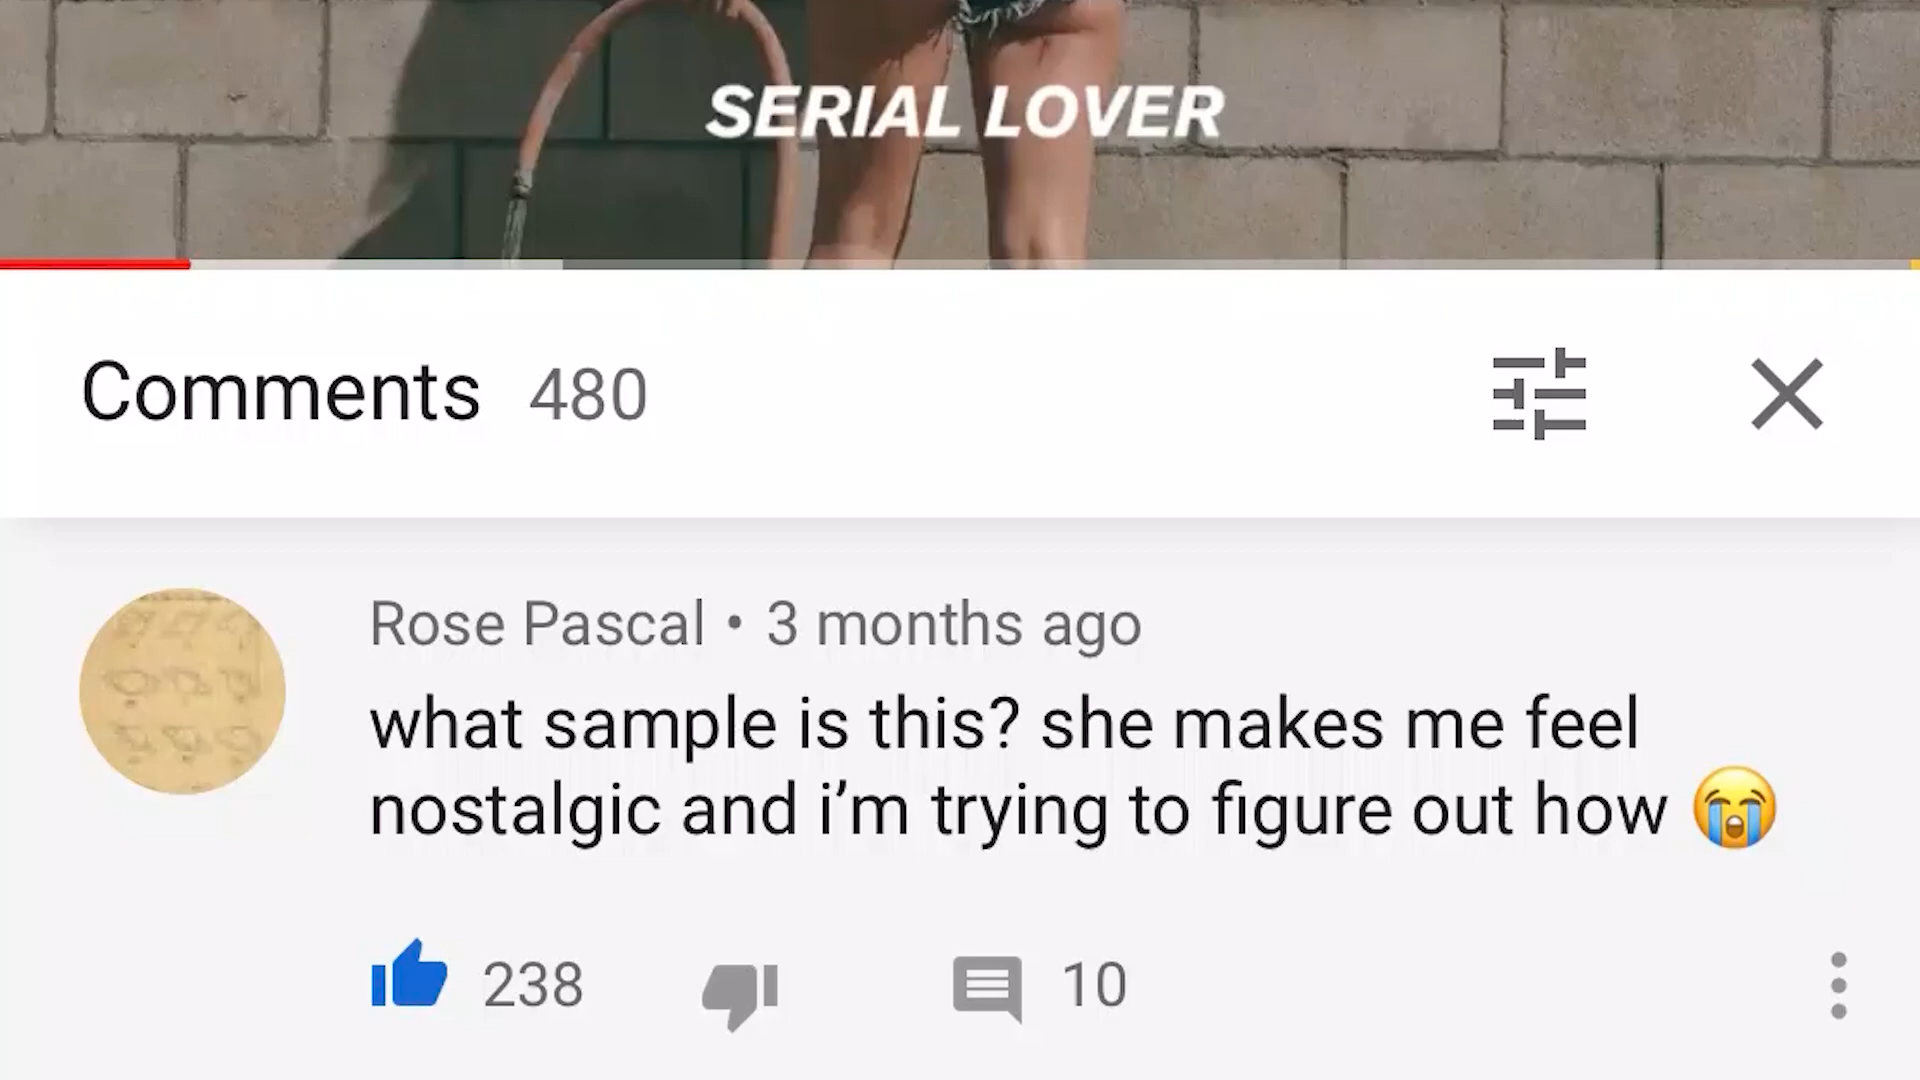 SERIAL LOVER
Comments 480
Rose Pascal • 3 months ago
what sample is this? she makes me feel
nostalgic and i’m trying to figure out how 😭
238 10